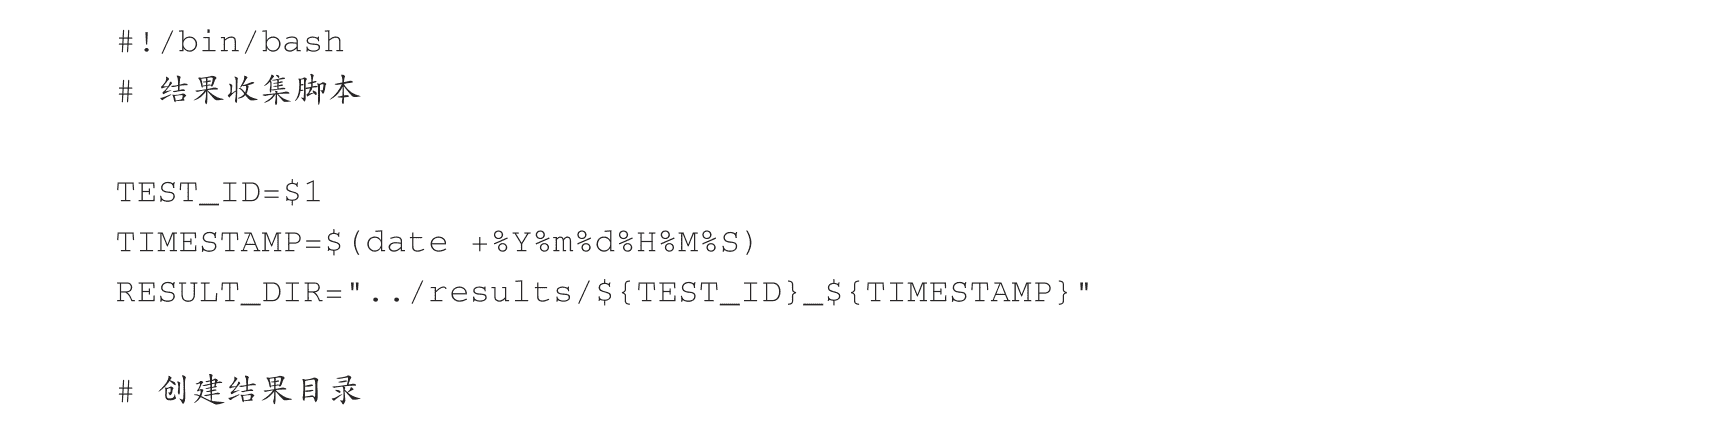 #!/bin/bash
# 结果收集脚本
TEST_ID=$1
TIMESTAMP=$(date +%Y%m%d%H%M%S)
RESULT_DIR="../results/${TEST_ID}_${TIMESTAMP}"
# 创建结果目录